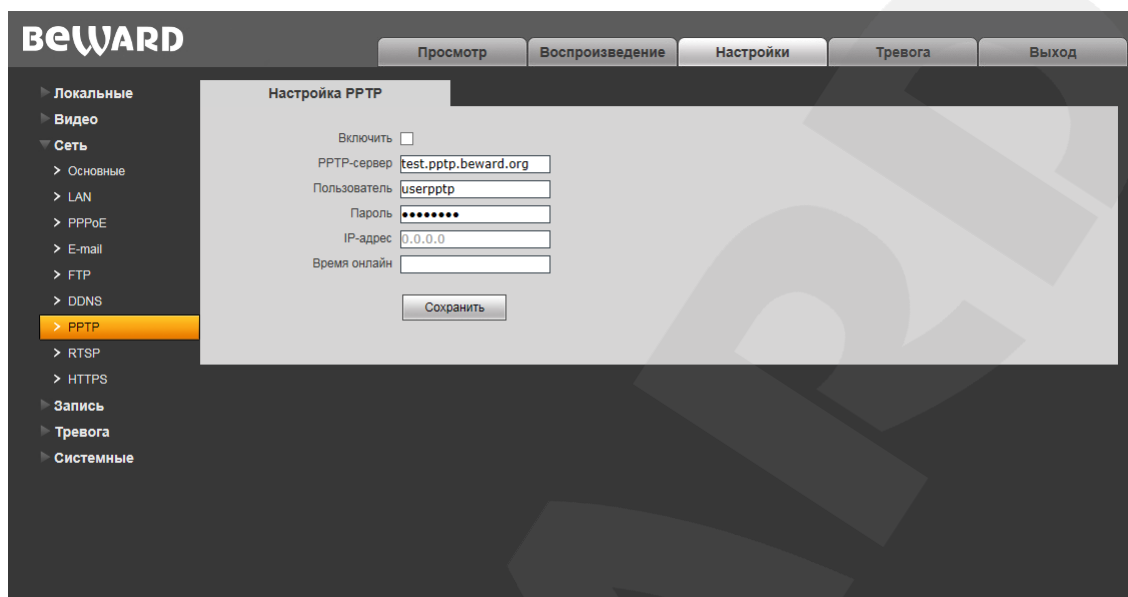 BEWARD
Просмотр Воспроизведение Настройки Тревога Выход
Локальные
Видео
Сеть
> Основные
> LAN
> PPPoE
> E-mail
> FTP
> DDNS
> PPTP
> RTSP
> HTTPS
Запись
Тревога
Системные
Настройка PPTP
Включить
PPTP-сервер test.pptp.beward.org
Пользователь userpptp
Пароль ••••••••
IP-адрес 0.0.0.0
Время онлайн
Сохранить